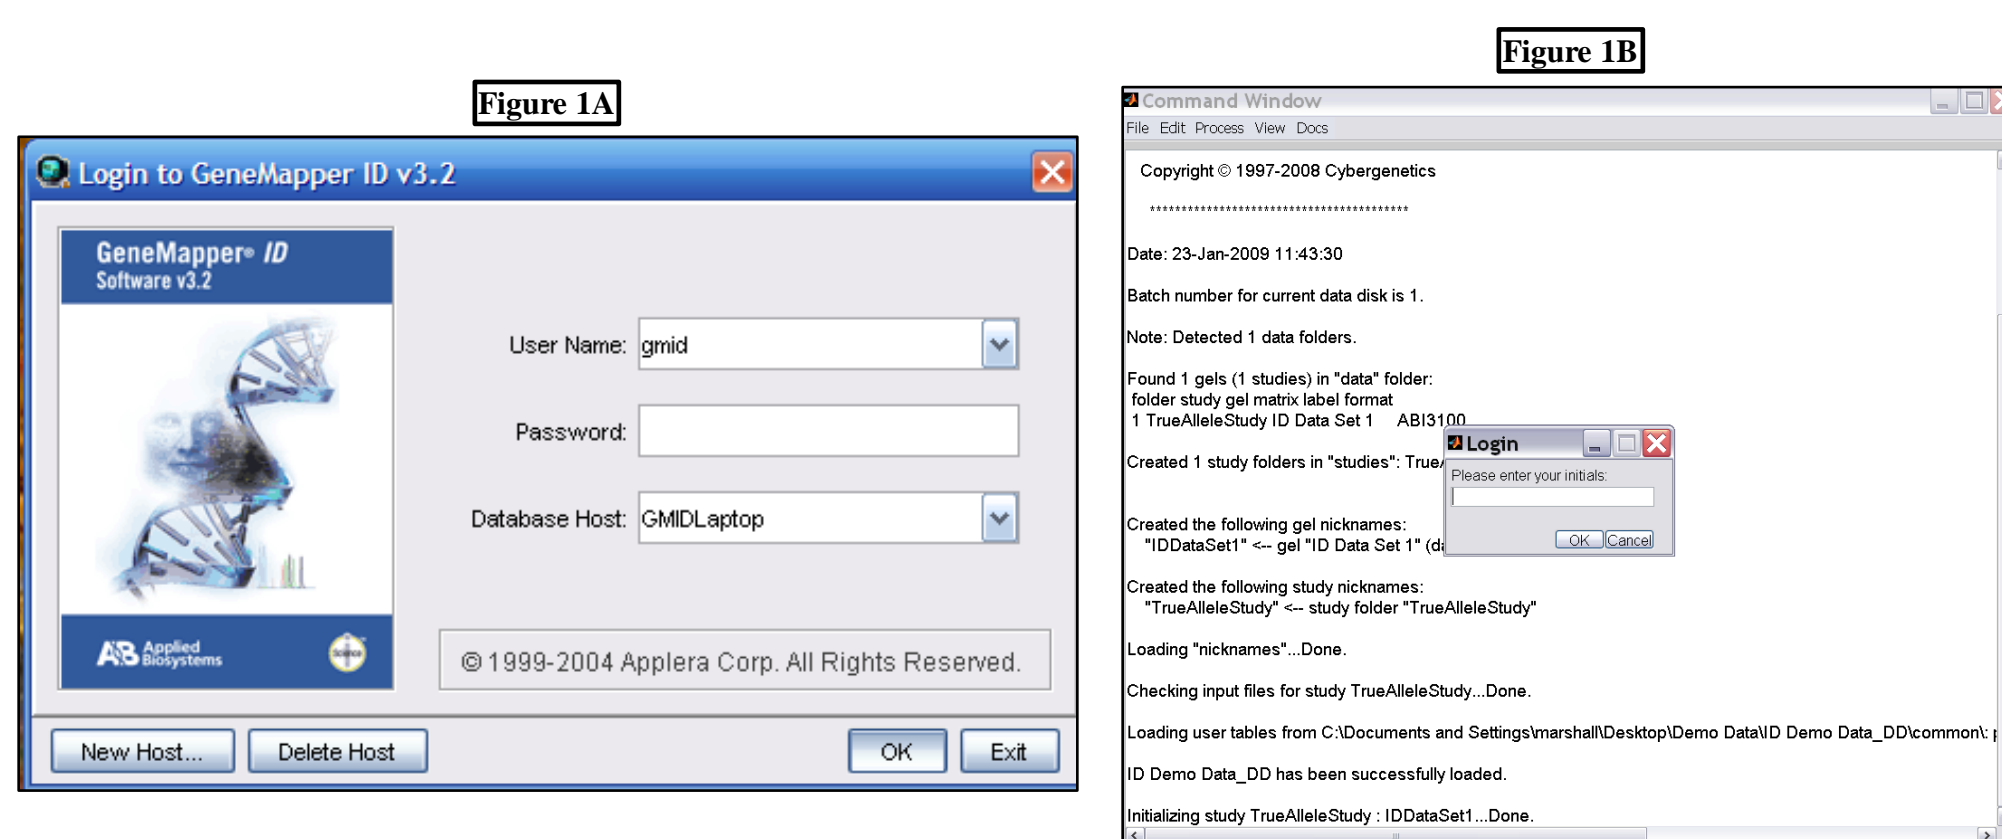 Figure 1A
Login to GeneMapper ID v3.2
GeneMapper® ID
Software v3.2
User Name: gmid
Password:
Database Host: GMIDLaptop
AB Applied
Biosystems
© 1999-2004 Applera Corp. All Rights Reserved.
New Host... Delete Host OK Exit
Figure 1B
Command Window
File Edit Process View Docs
Copyright © 1997-2008 Cybergenetics
*****************************************
Date: 23-Jan-2009 11:43:30
Batch number for current data disk is 1.
Note: Detected 1 data folders.
Found 1 gels (1 studies) in "data" folder:
folder study gel matrix label format
1 TrueAlleleStudy ID Data Set 1 ABI3100
Created 1 study folders in "studies":
Login
Please enter your initials:
OK Cancel
Created the following gel nicknames:
"IDDataSet1" <-- gel "ID Data Set 1"
Created the following study nicknames:
"TrueAlleleStudy" <-- study folder "TrueAlleleStudy"
Loading "nicknames"...Done.
Checking input files for study TrueAlleleStudy...Done.
Loading user tables from C:\Documents and Settings\marshall\Desktop\Demo Data\ID Demo Data_DD\common\:
ID Demo Data_DD has been successfully loaded.
Initializing study TrueAlleleStudy : IDDataSet1...Done.